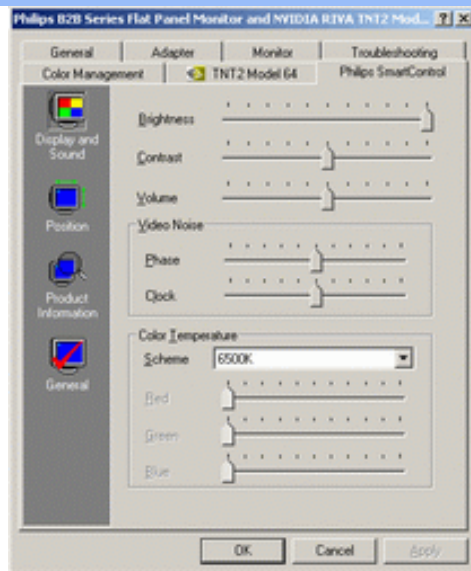 Philips B2B Series Flat Panel Monitor and NVIDIA RIVA TNT2 Mod...
General Adapter Monitor Troubleshooting
Color Management TNT2 Model 64 Philips SmartControl
Display and Sound
Position
Product Information
General
Brightness
Contrast
Volume
Video Noise
Phase
Clock
Color Temperature
Scheme 6500K
Red
Green
Blue
OK Cancel Apply